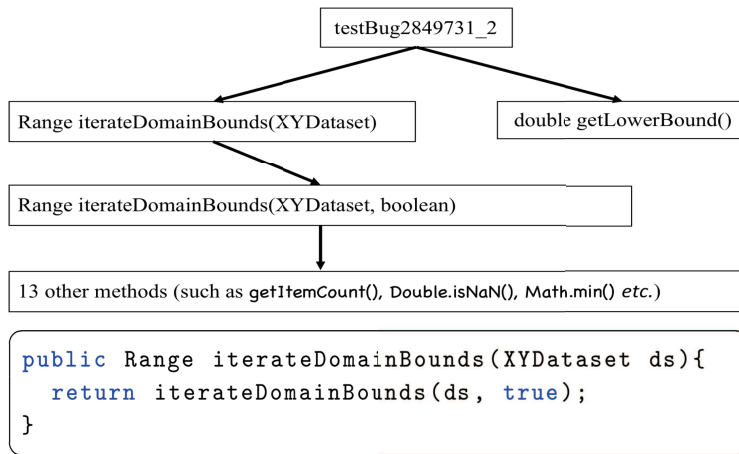 testBug2849731_2
Range iterateDomainBounds(XYDataset)
double getLowerBound()
Range iterateDomainBounds(XYDataset, boolean)
13 other methods (such as getItemCount(), Double.isNaN(), Math.min() etc.)
public Range iterateDomainBounds(XYDataset ds){
return iterateDomainBounds(ds, true);
}